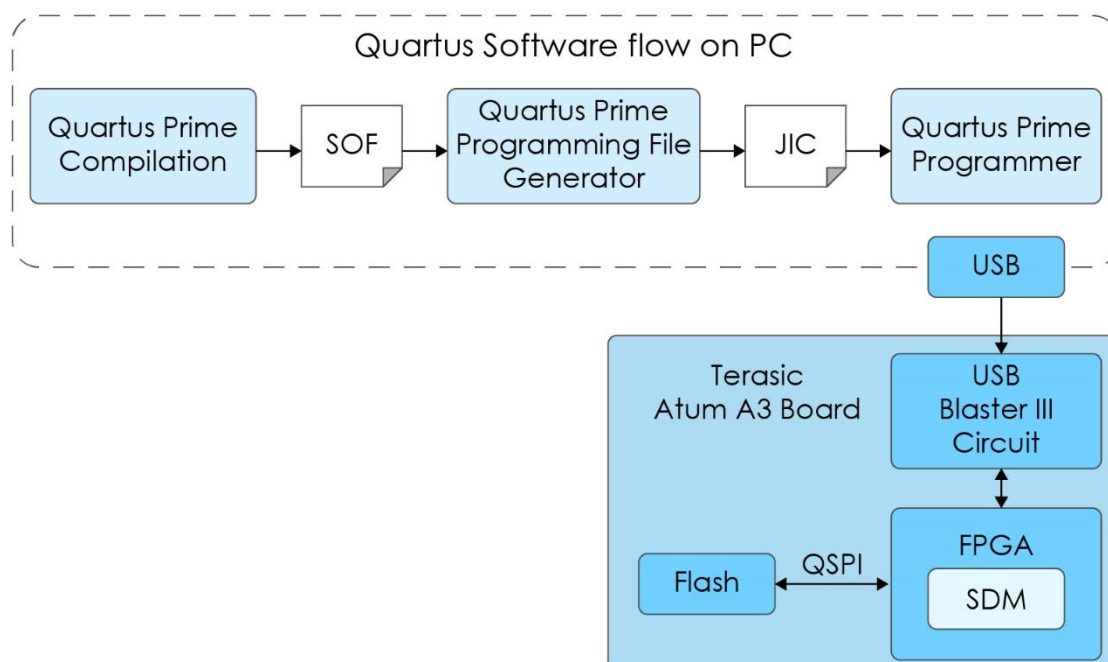 Quartus Software flow on PC
Quartus Prime
Compilation
SOF
Quartus Prime
Programming File
Generator
JIC
Quartus Prime
Programmer
USB
Terasic
Atum A3 Board
USB
Blaster III
Circuit
Flash
QSPI
FPGA
SDM